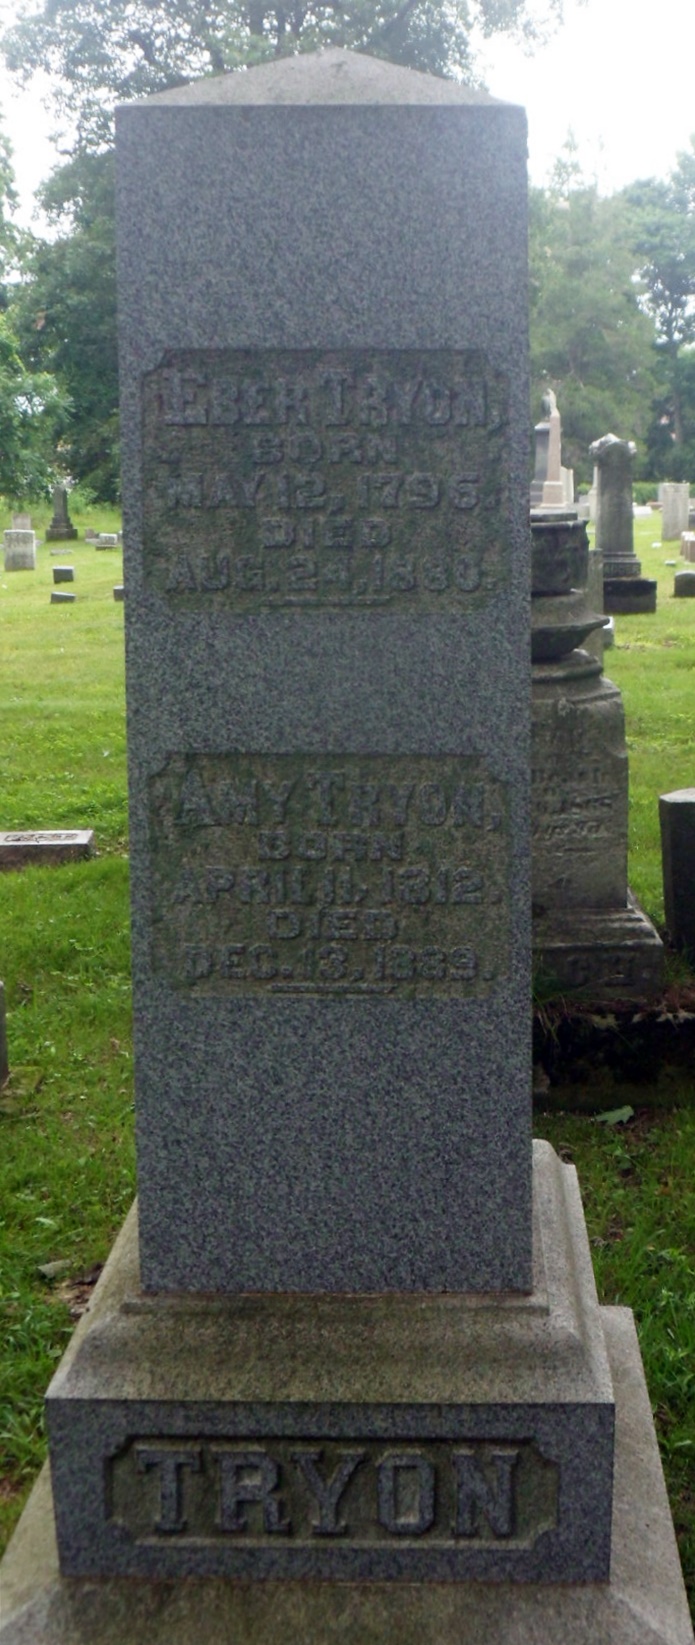 EBER TRYON,
BORN
MAY 12, 1795.
DIED
AUG. 24, 1880.
AMY TRYON,
BORN
APRIL 11, 1812.
DIED
DEC. 13, 1889.
TRYON